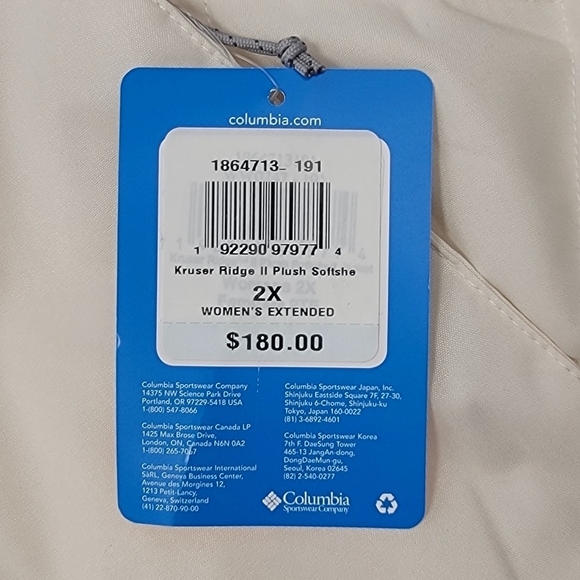 columbia.com
1864713- 191
1 92290 97977 4
Kruser Ridge II Plush Softshe
2X
WOMEN'S EXTENDED
$180.00
Columbia Sportswear Company
14375 NW Science Park Drive
Portland, OR 97229-5418 USA
1-(800) 547-8066
Columbia Sportswear Canada LP
1425 Max Brose Drive,
London, ON, Canada N6N 0A2
1-(800) 265-7067
Columbia Sportswear International
SàRL, Geneva Business Center,
Avenue des Morgines 12,
1213 Petit-Lancy,
Geneva, Switzerland
(41) 22-870-90-00
Columbia Sportswear Japan, Inc.
Shinjuku Eastside Square 7F, 27-30,
Shinjuku 6-Chome, Shinjuku-ku
Tokyo, Japan 160-0022
(81) 3-6892-4601
Columbia Sportswear Korea
7th F. DaeSung Tower
465-13 JangAn-dong,
DongDaeMun-gu,
Seoul, Korea 02645
(82) 2-540-0277
Columbia
Sportswear Company